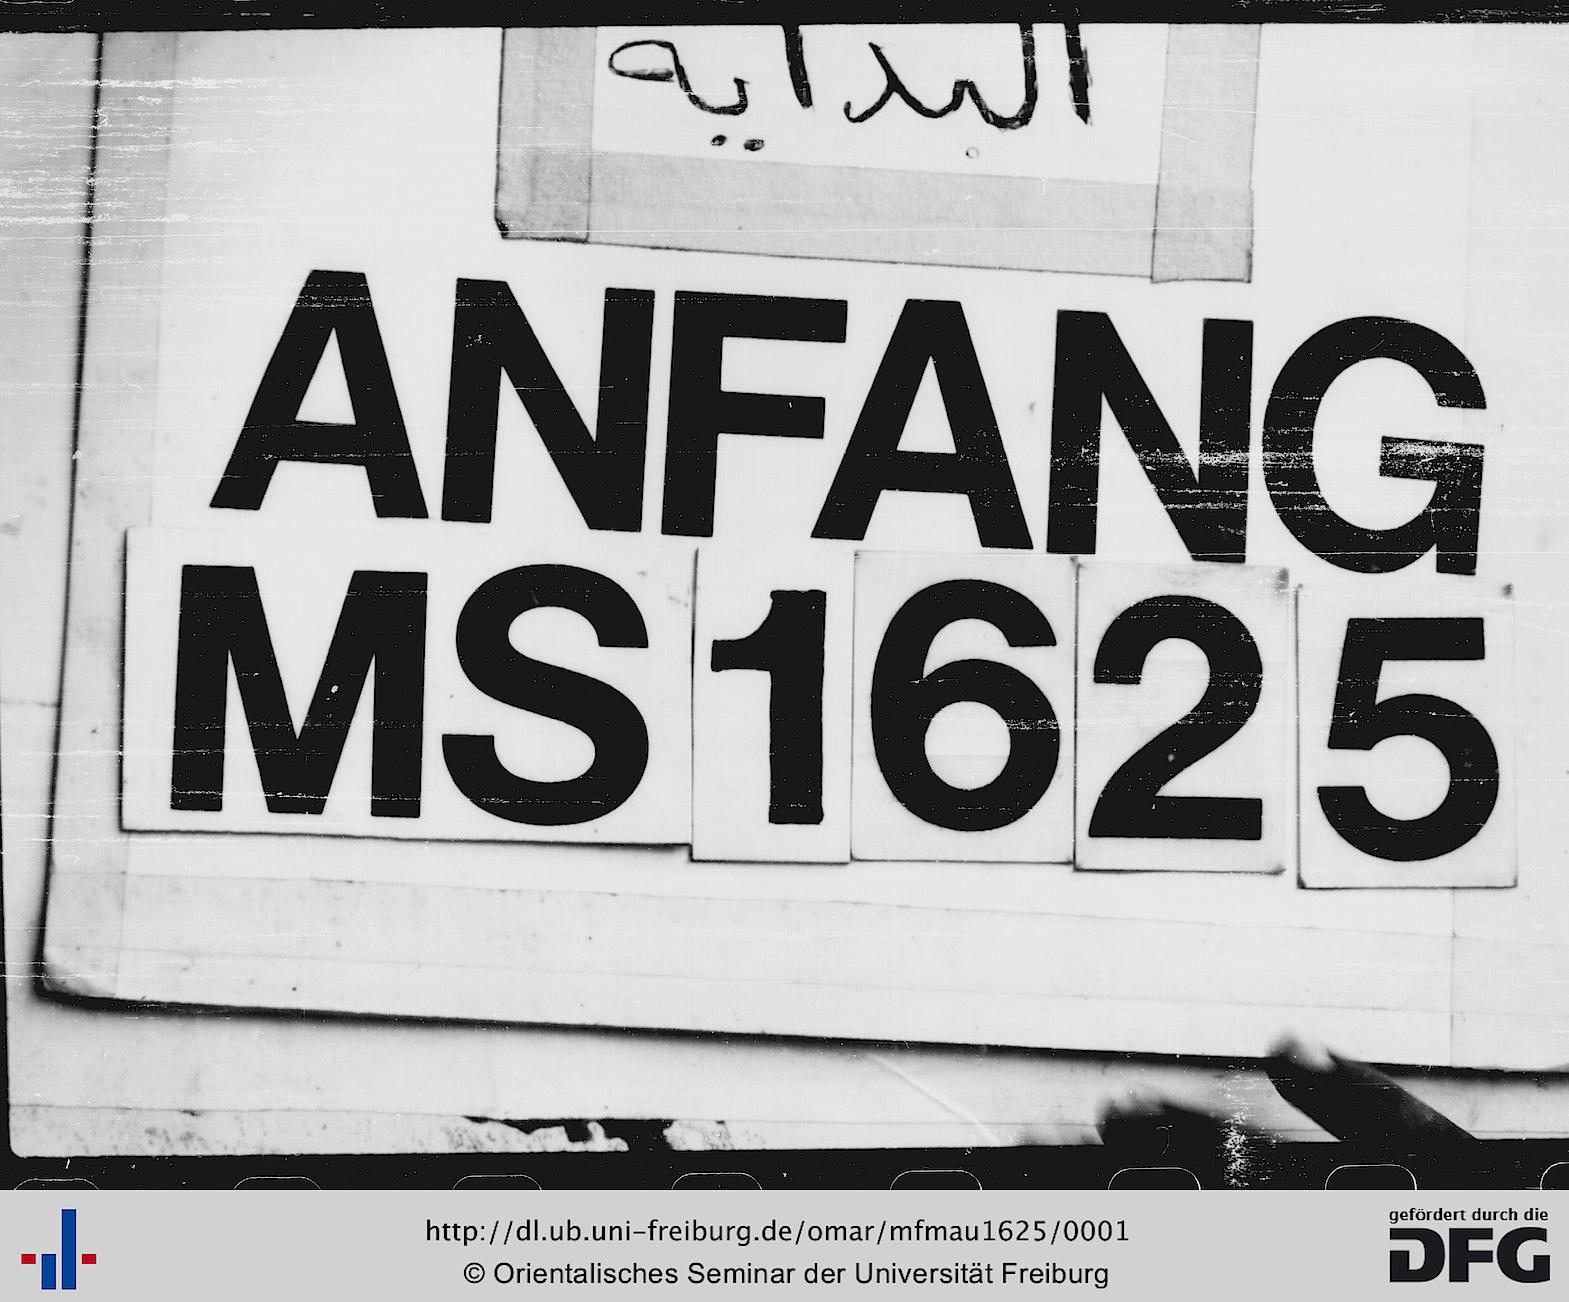 البدايه
ANFANG
MS 1625
http://dl.ub.uni-freiburg.de/omar/mfmau1625/0001
© Orientalisches Seminar der Universität Freiburg
gefördert durch die
DFG